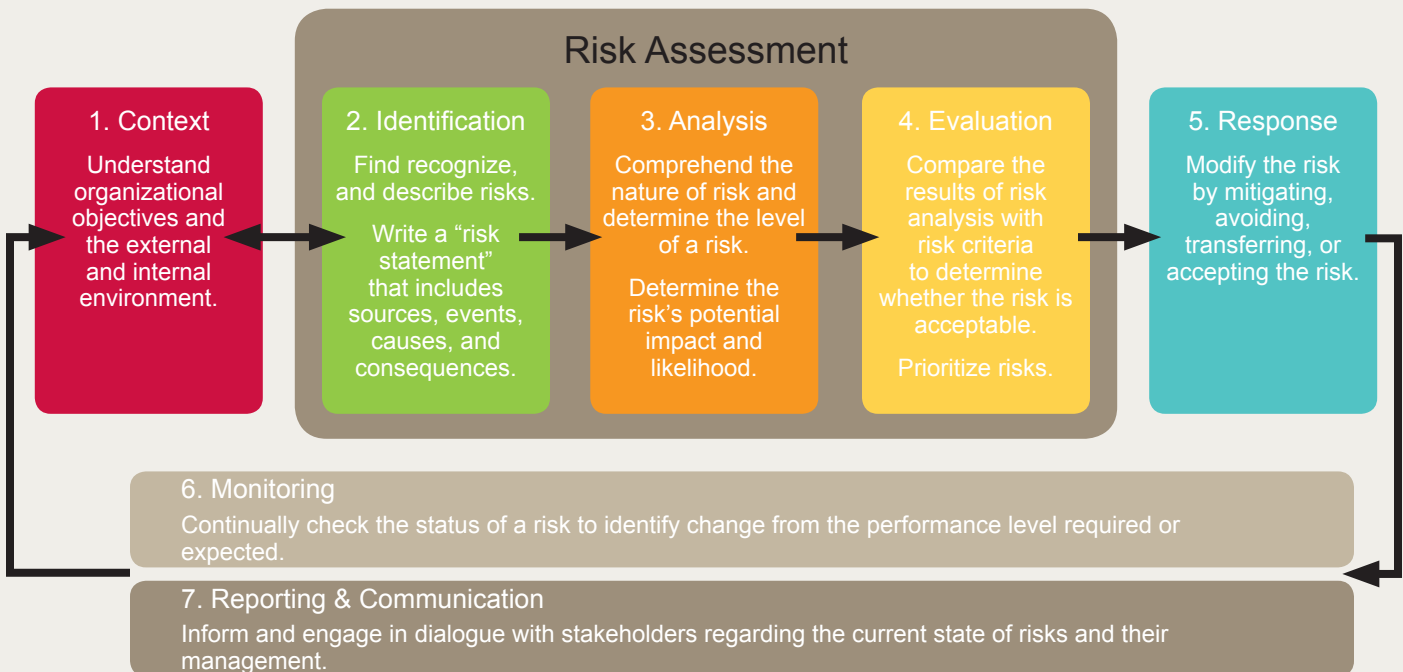 Risk Assessment
1. Context
Understand
organizational
objectives and
the external
and internal
environment.
2. Identification
Find recognize,
and describe risks.
Write a “risk
statement”
that includes
sources, events,
causes, and
consequences.
3. Analysis
Comprehend the
nature of risk and
determine the level
of a risk.
Determine the
risk’s potential
impact and
likelihood.
4. Evaluation
Compare the
results of risk
analysis with
risk criteria
to determine
whether the risk is
acceptable.
Prioritize risks.
5. Response
Modify the risk
by mitigating,
avoiding,
transferring, or
accepting the risk.
6. Monitoring
Continually check the status of a risk to identify change from the performance level required or
expected.
7. Reporting & Communication
Inform and engage in dialogue with stakeholders regarding the current state of risks and their
management.